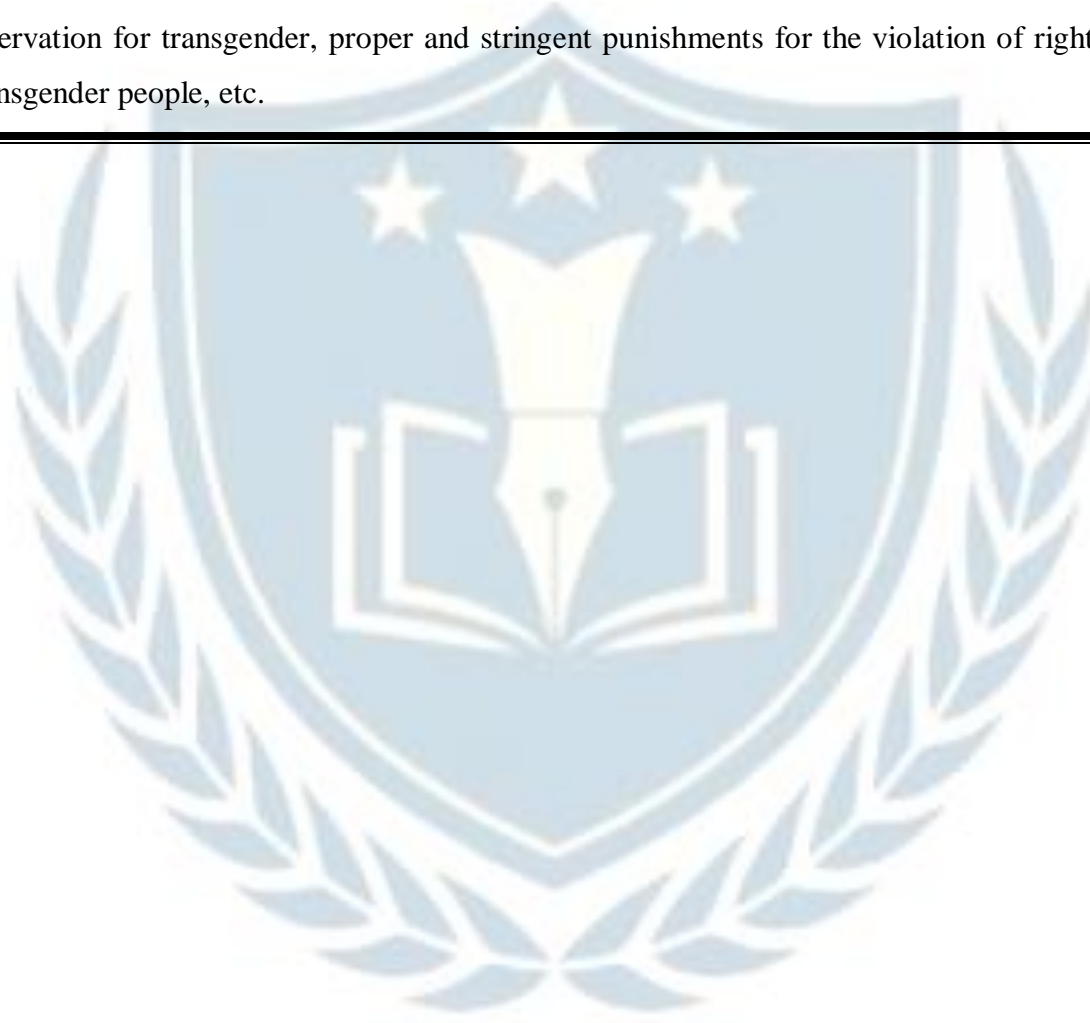 ervation for transgender, proper and stringent punishments for the violation of right
nsgender people, etc.